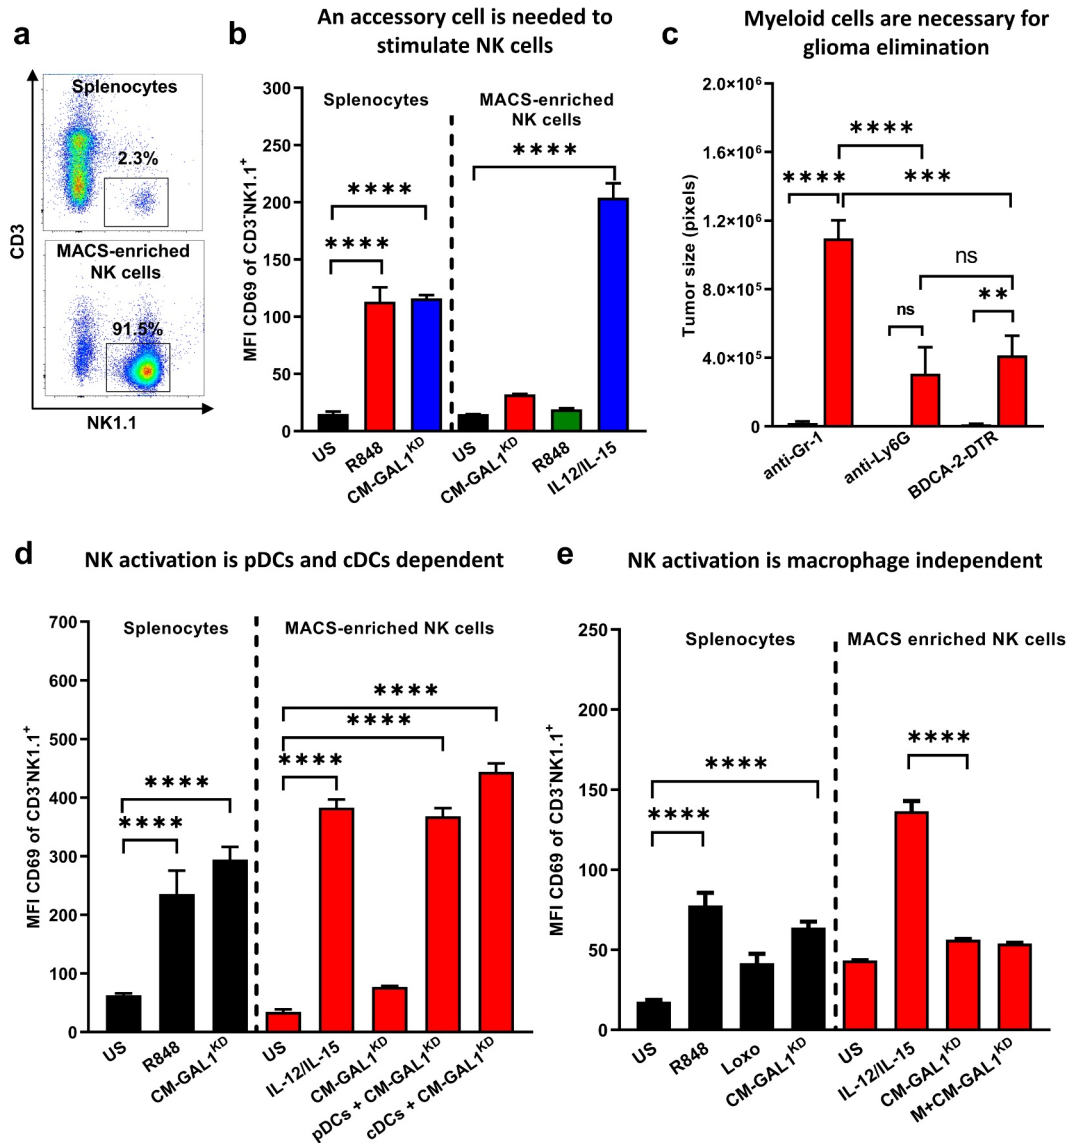 a
CD3
Splenocytes
2.3%
MACS-enriched
NK cells
91.5%
NK1.1
b
An accessory cell is needed to
stimulate NK cells
MFI CD69 of CD3-NK1.1+
300
250
200
150
100
50
0
Splenocytes
MACS-enriched
NK cells
****
****
****
US
R848
CM-GAL1KD
US
CM-GAL1KD
R848
IL12/IL-15
c
Myeloid cells are necessary for
glimoa elimination
Tumor size (pixels)
2.0×10⁶
1.6×10⁶
1.2×10⁶
8.0×10⁵
4.0×10⁵
0
****
****
***
ns
ns
**
anti-Gr-1
anti-Ly6G
BDCA-2-DTR
d
NK activation is pDCs and cDCs dependent
MFI CD69 of CD3-NK1.1+
700
600
500
400
300
200
100
0
Splenocytes
MACS-enriched NK cells
****
****
****
****
****
US
R848
CM-GAL1KD
US
IL-12/IL-15
CM-GAL1KD
pDCs + CM-GAL1KD
cDCs + CM-GAL1KD
e
NK activation is macrophage independent
MFI CD69 of CD3-NK1.1+
250
200
150
100
50
0
Splenocytes
MACS enriched NK cells
****
****
****
US
R848
Loxo
CM-GAL1KD
US
IL-12/IL-15
CM-GAL1KD
M+CM-GAL1KD